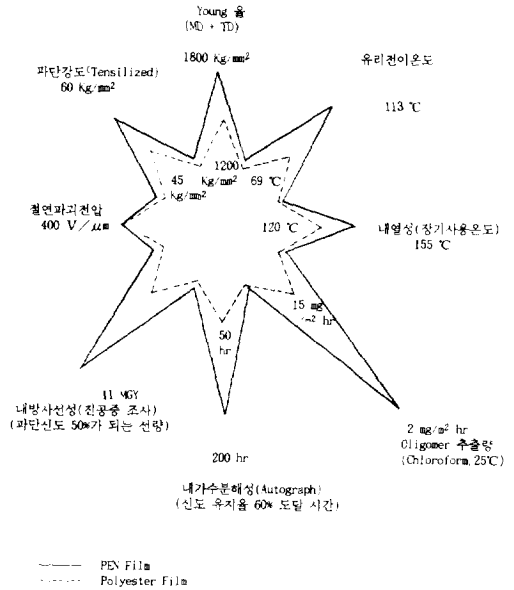 Young 율
(MD + TD)
1800 Kg/mm²
파단강도(Tensilized)
60 Kg/mm²
유리전이온도
113 ℃
1200
Kg/mm²
45
Kg/mm²
69 ℃
절연파괴전압
400 V/μm
120 ℃
내열성(장기사용온도)
155 ℃
15 mg
/m² hr
50
hr
11 MGY
내방사선성(진공중 조사)
(파단신도 50%가 되는 선량)
2 mg/m² hr
Oligomer 추출량
(Chloroform,25℃)
200 hr
내가수분해성(Autograph)
(신도 유지율 60% 도달 시간)
PEN Film
Polyester Film